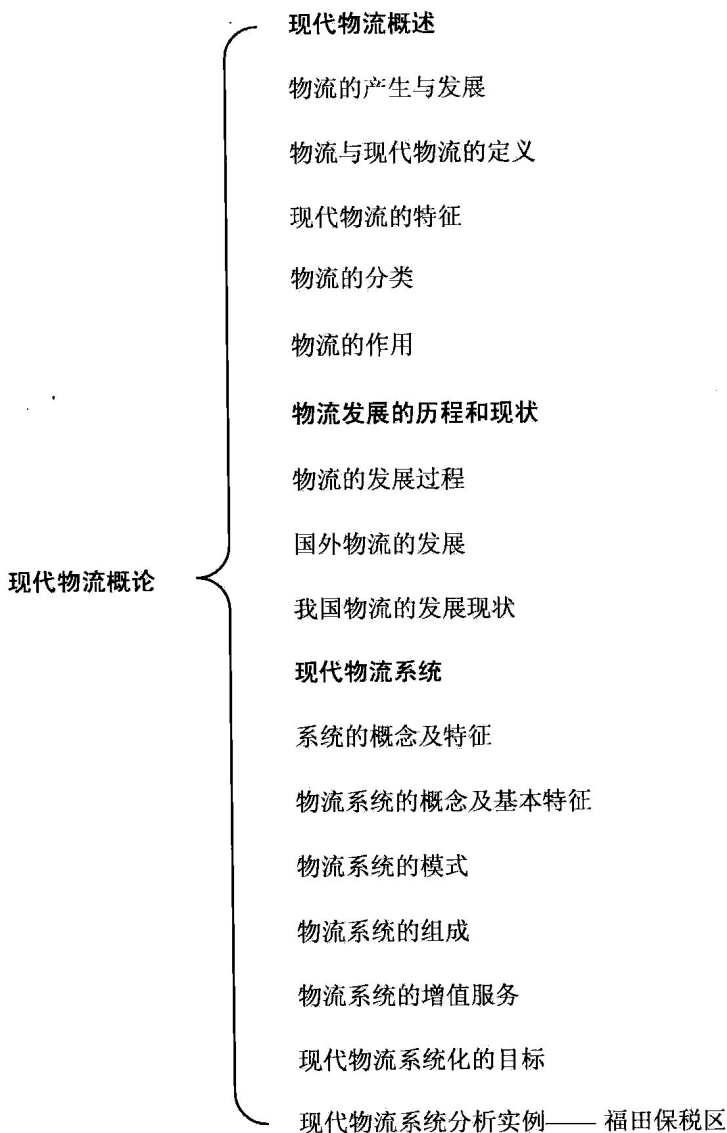 现代物流概述
物流的产生与发展
物流与现代物流的定义
现代物流的特征
物流的分类
物流的作用
物流发展的历程和现状
物流的发展过程
国外物流的发展
现代物流概论
我国物流的发展现状
现代物流系统
系统的概念及特征
物流系统的概念及基本特征
物流系统的模式
物流系统的组成
物流系统的增值服务
现代物流系统化的目标
现代物流系统分析实例——福田保税区